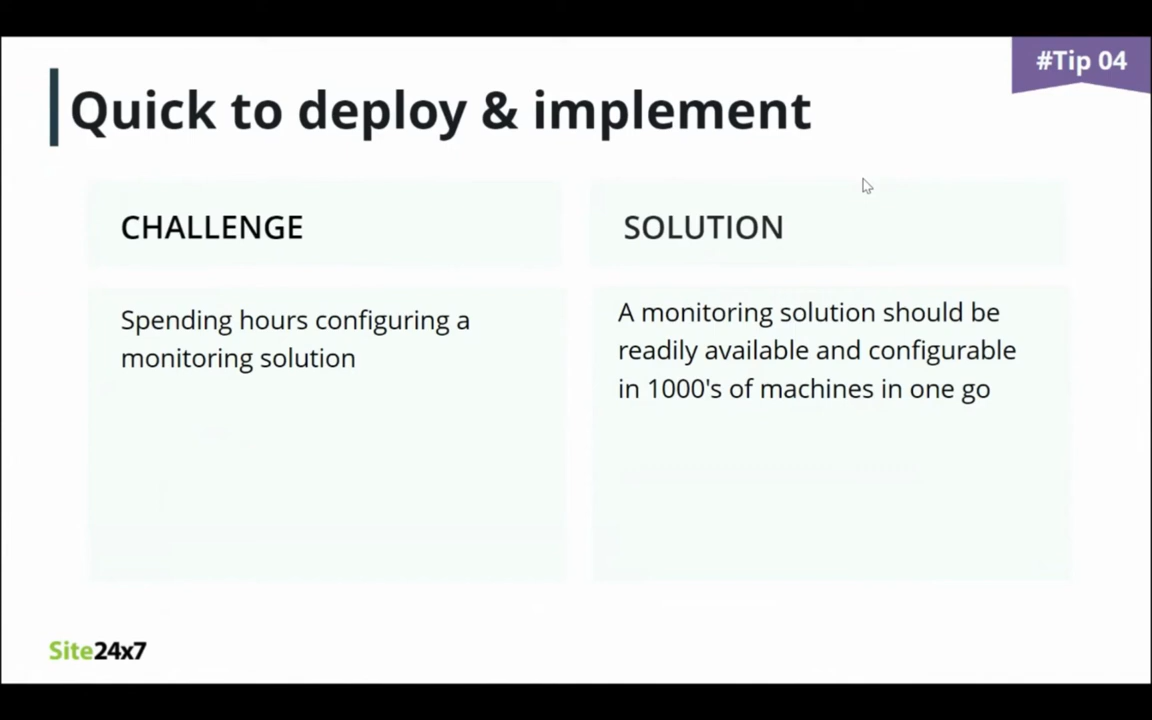 #Tip 04
Quick to deploy & implement
CHALLENGE
Spending hours configuring a
monitoring solution
SOLUTION
A monitoring solution should be
readily available and configurable
in 1000's of machines in one go
Site24x7